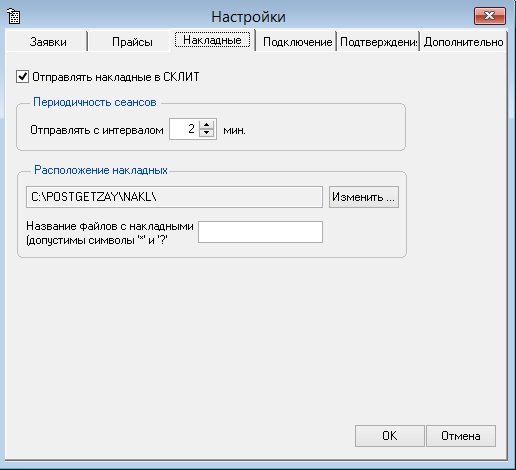 Настройки
Заявки Прайсы Накладные Подключение Подтверждени Дополнительно
Отправлять накладные в СКЛИТ
Периодичность сеансов
Отправлять с интервалом 2 мин.
Расположение накладных
C:\POSTGETZAY\NAKL\ Изменить ...
Название файлов с накладными
(допустимы символы '*' и '?'
OK Отмена